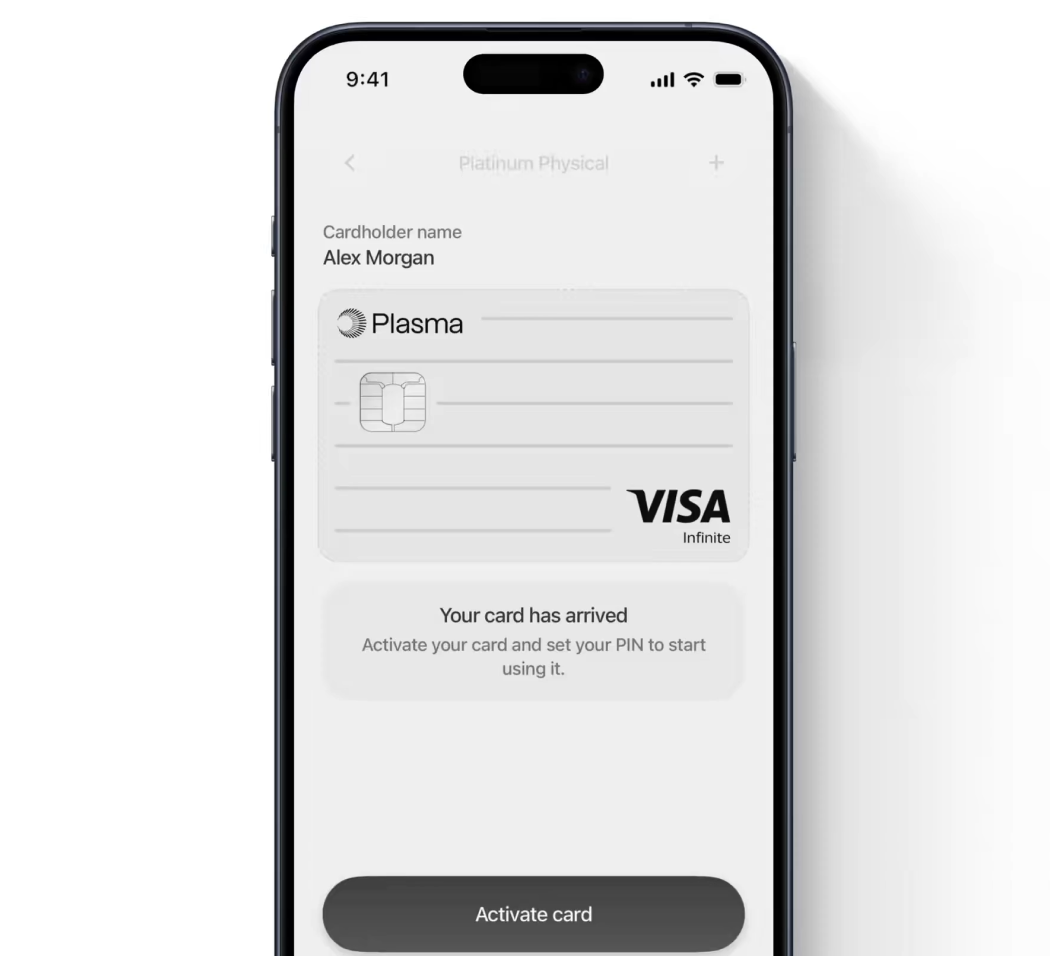 9:41
Platinum Physical
Cardholder name
Alex Morgan
Plasma
VISA
Infinite
Your card has arrived
Activate your card and set your PIN to start
using it.
Activate card